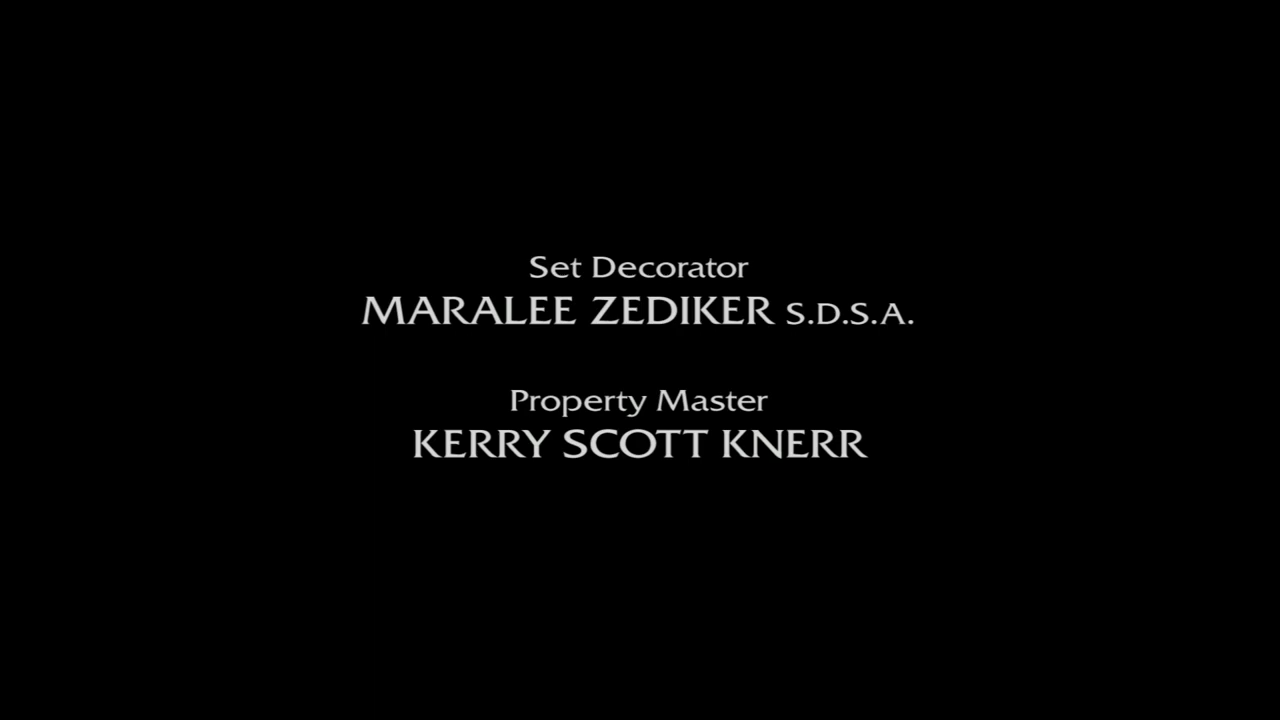 Set Decorator
MARALEE ZEDIKER S.D.S.A.
Property Master
KERRY SCOTT KNERR